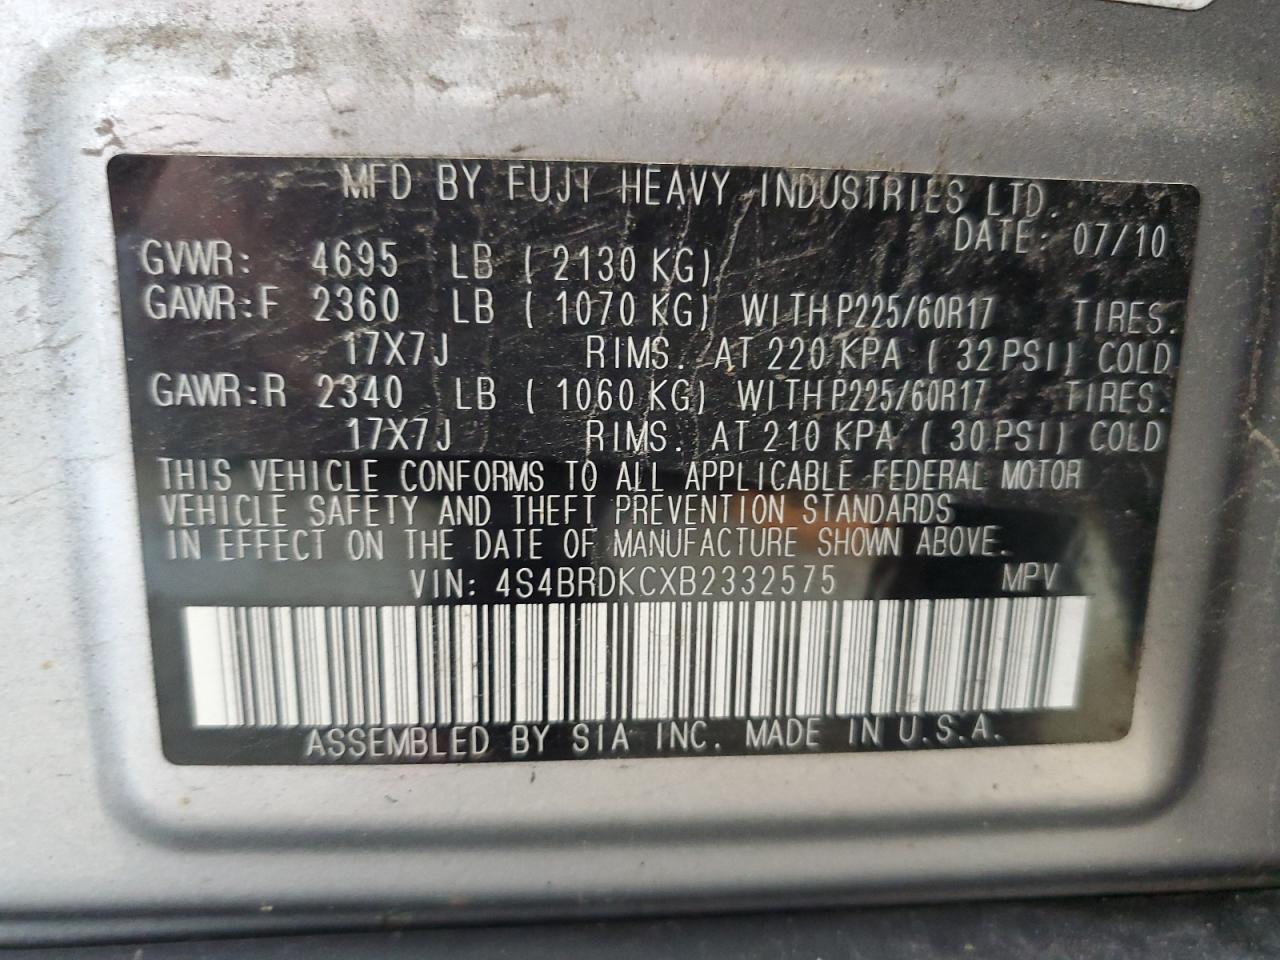 MFD BY FUJI HEAVY INDUSTRIES LTD.
DATE: 07/10
GVWR: 4695 LB ( 2130 KG)
GAWR:F 2360 LB ( 1070 KG) WITH P225/60R17 TIRES.
17X7J RIMS. AT 220 KPA ( 32 PSI) COLD
GAWR:R 2340 LB ( 1060 KG) WITH P225/60R17 TIRES.
17X7J RIMS. AT 210 KPA ( 30 PSI) COLD
THIS VEHICLE CONFORMS TO ALL APPLICABLE FEDERAL MOTOR
VEHICLE SAFETY AND THEFT PREVENTION STANDARDS
IN EFFECT ON THE DATE OF MANUFACTURE SHOWN ABOVE.
VIN: 4S4BRDKCXB2332575 MPV
ASSEMBLED BY SIA INC. MADE IN U.S.A.